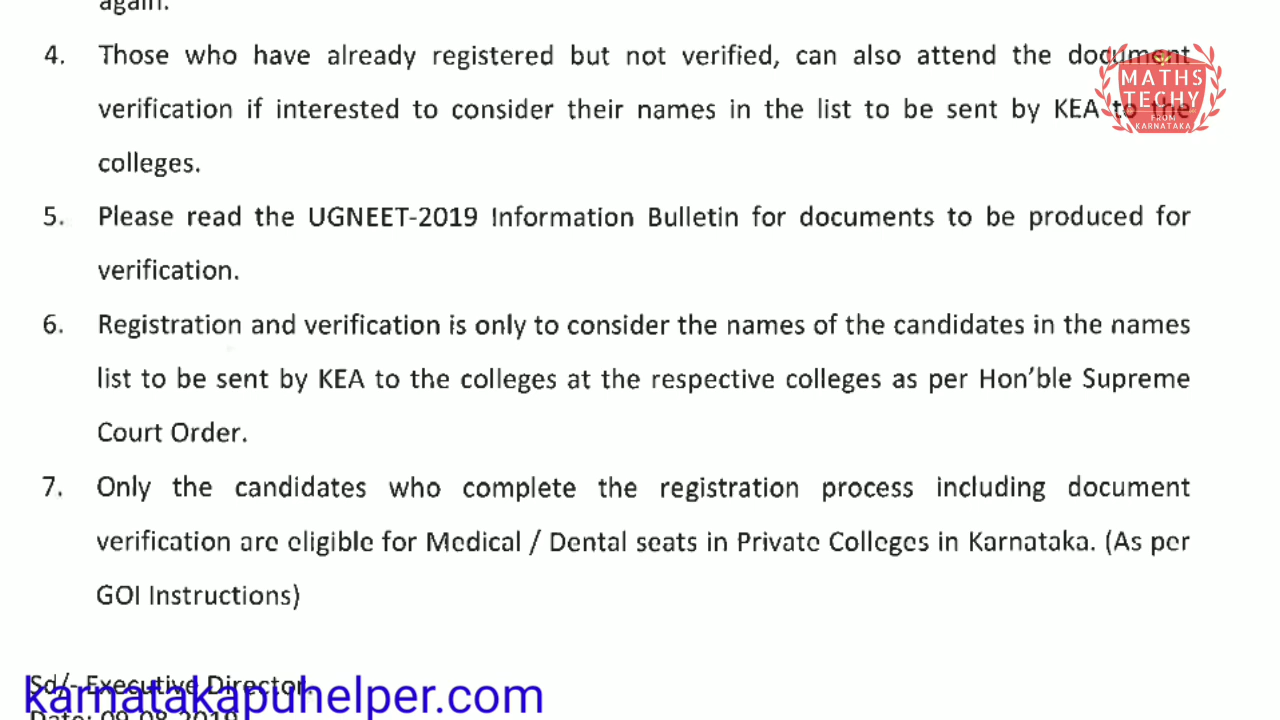 again.
4. Those who have already registered but not verified, can also attend the document
verification if interested to consider their names in the list to be sent by KEA to the
colleges.
5. Please read the UGNEET-2019 Information Bulletin for documents to be produced for
verification.
6. Registration and verification is only to consider the names of the candidates in the names
list to be sent by KEA to the colleges at the respective colleges as per Hon'ble Supreme
Court Order.
7. Only the candidates who complete the registration process including document
verification are eligible for Medical / Dental seats in Private Colleges in Karnataka. (As per
GOI Instructions)
Sd/- Executive Director.
karnatakapuhelper.com
Date: 09-08-2019
MATHS
TECHY
FROM
KARNATAKA